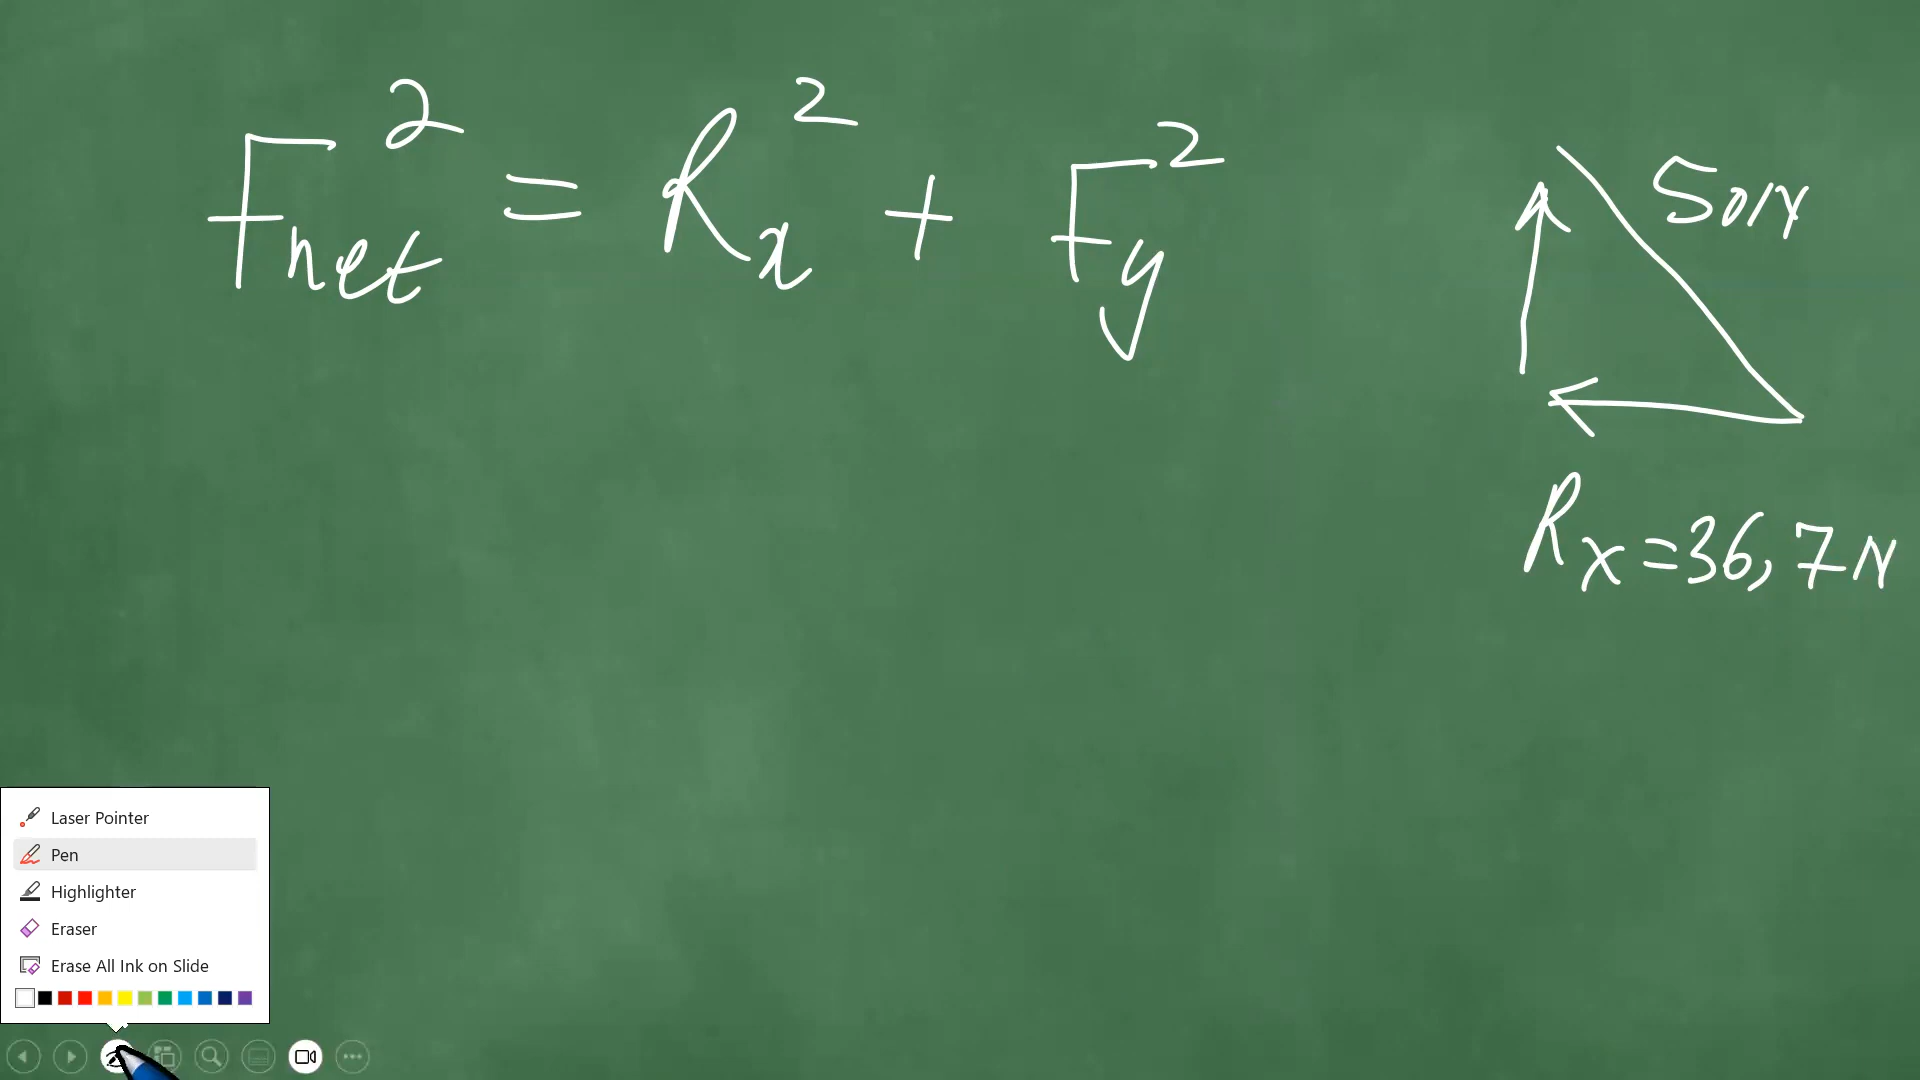 Fnet² = Rx² + Fy²
50N
Rx = 36,7N
Laser Pointer
Pen
Highlighter
Eraser
Erase All Ink on Slide